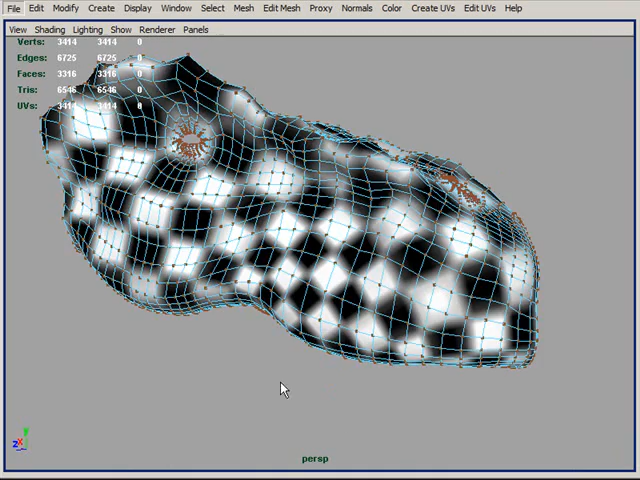 File Edit Modify Create Display Window Select Mesh Edit Mesh Proxy Normals Color Create UVs Edit UVs Help
View Shading Lighting Show Renderer Panels
Verts: 3414 3414 0
Edges: 6725 6725 0
Faces: 3316 3316 0
Tris: 6546 6546 0
UVs: 3414 3414 0
y
z x
persp